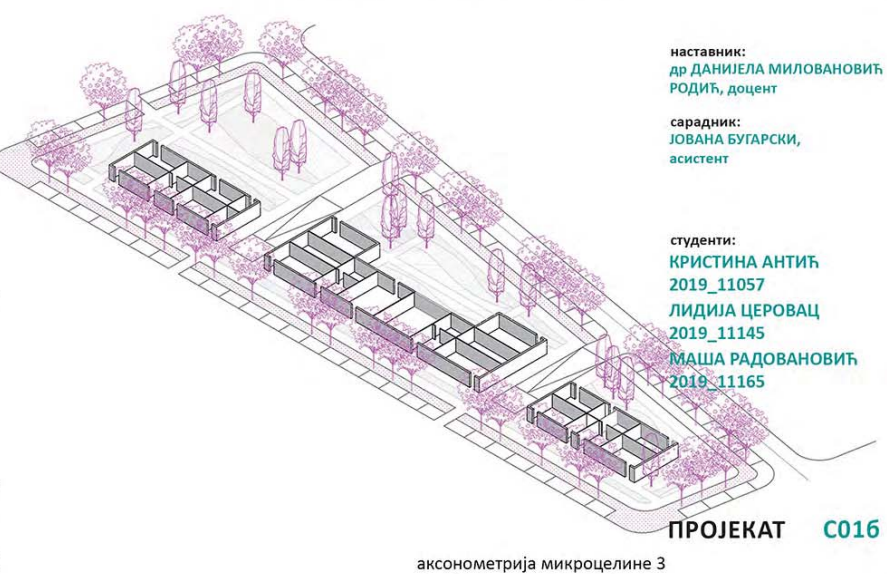 наставник:
др ДАНИЈЕЛА МИЛОВАНОВИЋ
РОДИЋ, доцент
сарадник:
ЈОВАНА БУГАРСКИ,
асистент
студенти:
КРИСТИНА АНТИЋ
2019_11057
ЛИДИЈА ЦЕРОВАЦ
2019_11145
МАША РАДОВАНОВИЋ
2019_11165
ПРОЈЕКАТ С01б
аксонометрија микроцелине 3